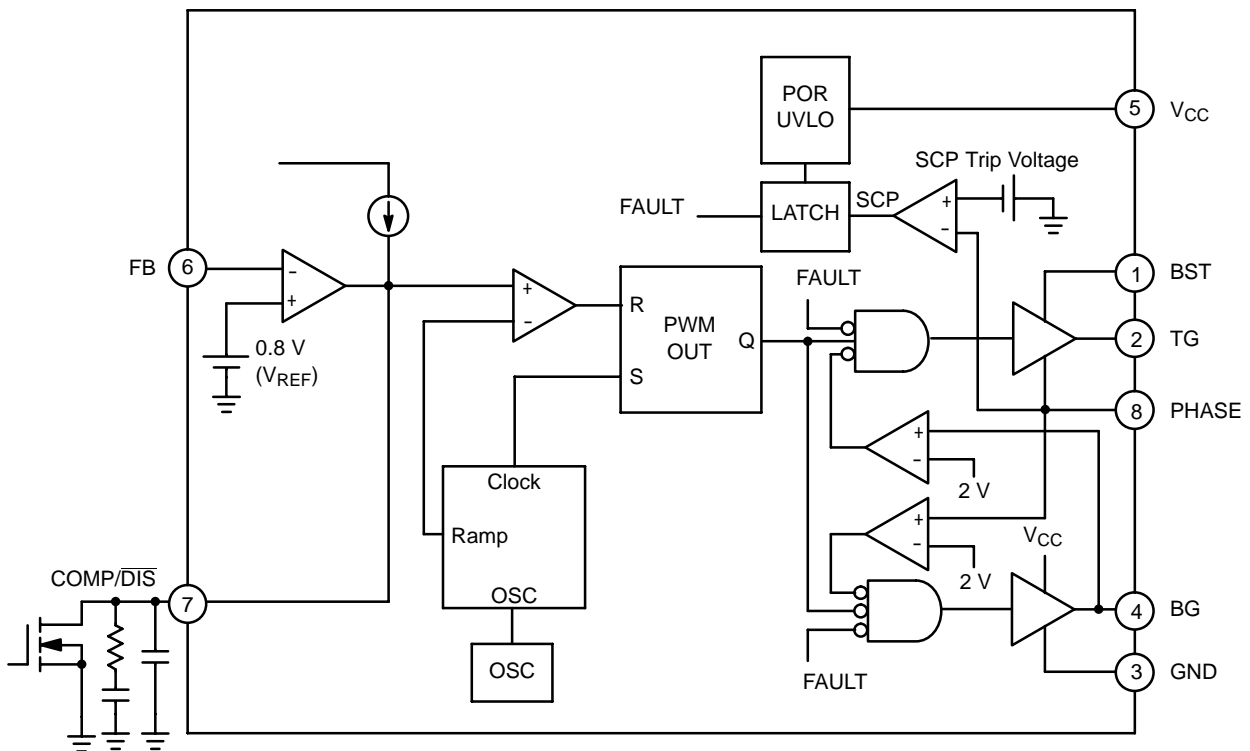 POR
UVLO
5
VCC
SCP Trip Voltage
FAULT
LATCH
SCP
+
-
FB
6
-
+
0.8 V
(VREF)
+
-
R
PWM
OUT
Q
S
FAULT
1
BST
2
TG
8
PHASE
+
-
2 V
Clock
Ramp
OSC
+
-
2 V
VCC
COMP/DIS
7
OSC
FAULT
4
BG
3
GND